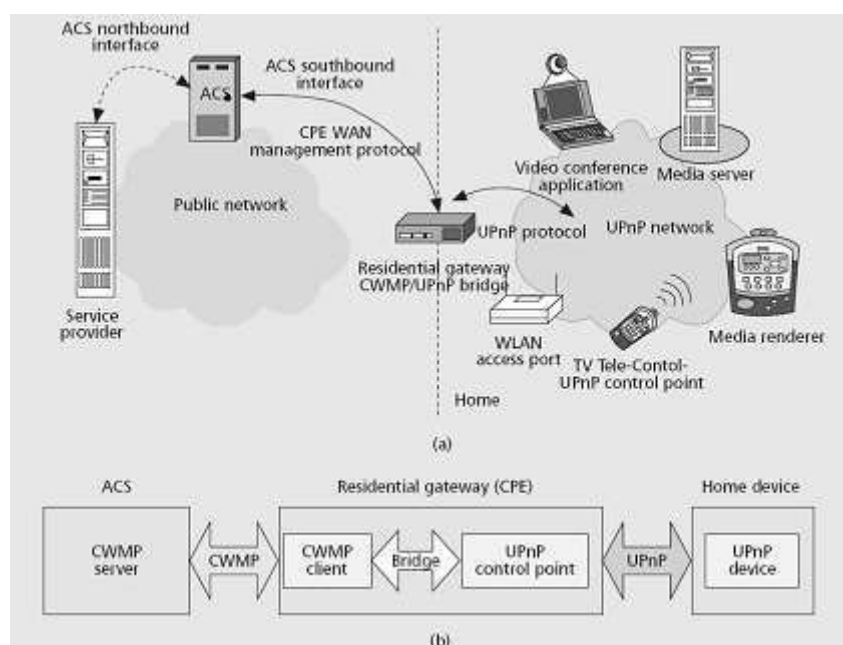 ACS northbound
interface
ACS
ACS southbound
interface
CPE WAN
management protocol
Public network
Service
provider
Residential gateway
CWMP/UPnP bridge
UPnP protocol
UPnP network
Video conference
application
Media server
WLAN
access port
TV Tele-Contol-
UPnP control point
Media renderer
Home
(a)
ACS
Residential gateway (CPE)
Home device
CWMP
server
CWMP
CWMP
client
Bridge
UPnP
control point
UPnP
UPnP
device
(b)